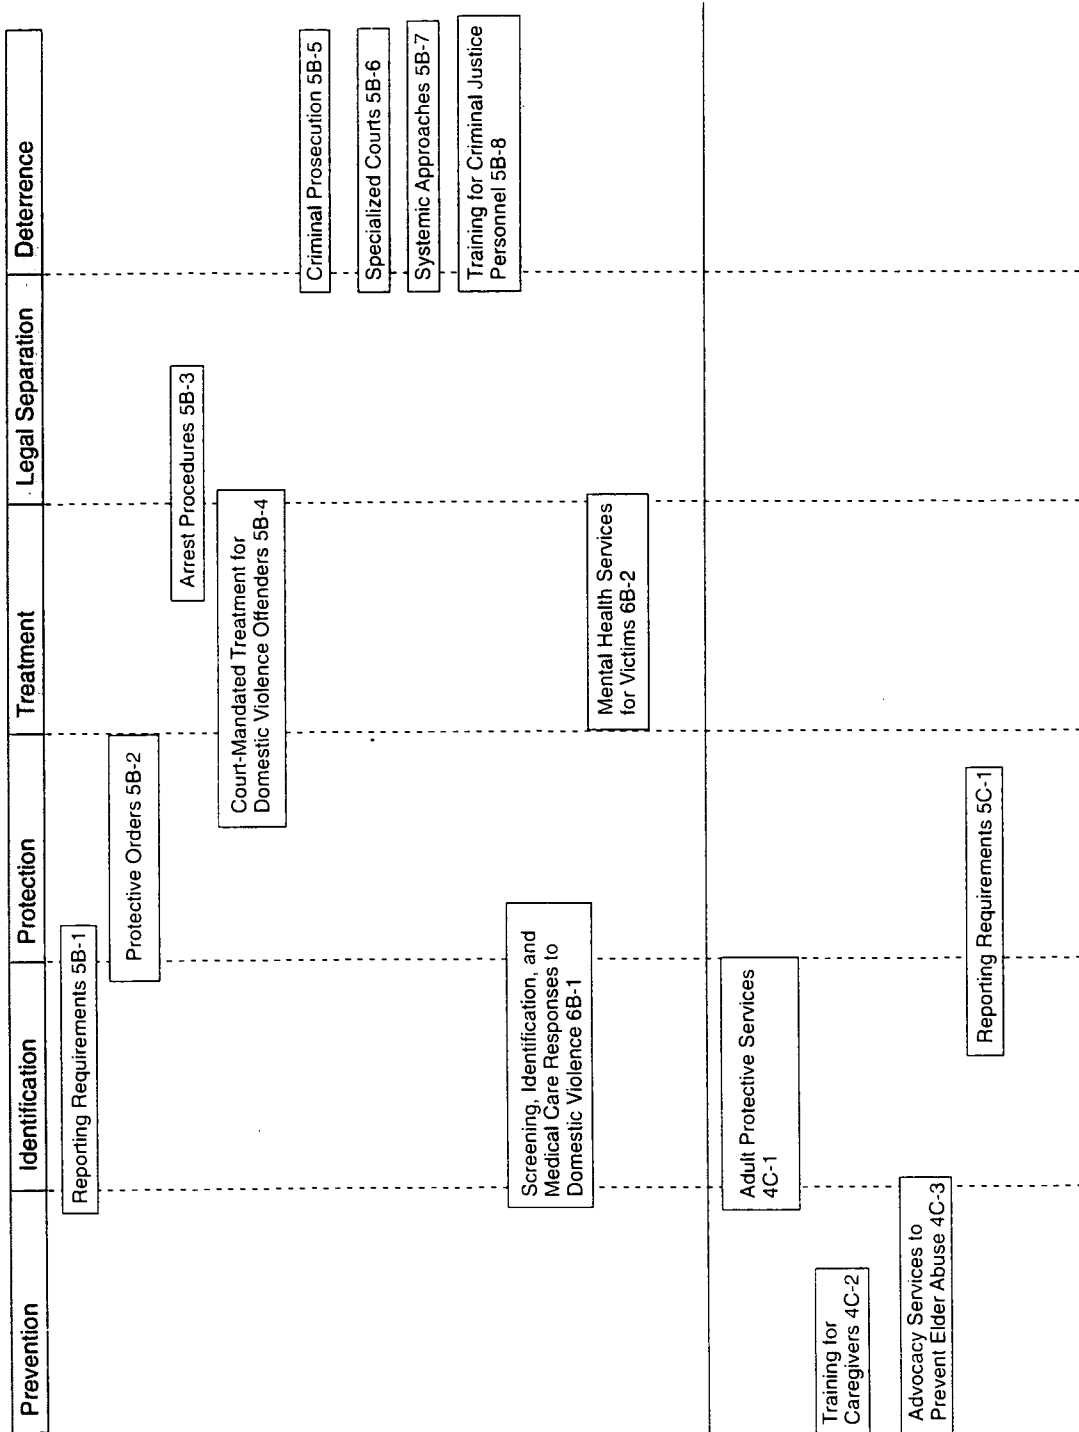 Prevention
Identification
Protection
Treatment
Legal Separation
Deterrence
Reporting Requirements 5B-1
Protective Orders 5B-2
Arrest Procedures 5B-3
Court-Mandated Treatment for
Domestic Violence Offenders 5B-4
Criminal Prosecution 5B-5
Specialized Courts 5B-6
Systemic Approaches 5B-7
Training for Criminal Justice
Personnel 5B-8
Screening, Identification, and
Medical Care Responses to
Domestic Violence 6B-1
Mental Health Services
for Victims 6B-2
Adult Protective Services
4C-1
Training for
Caregivers 4C-2
Advocacy Services to
Prevent Elder Abuse 4C-3
Reporting Requirements 5C-1